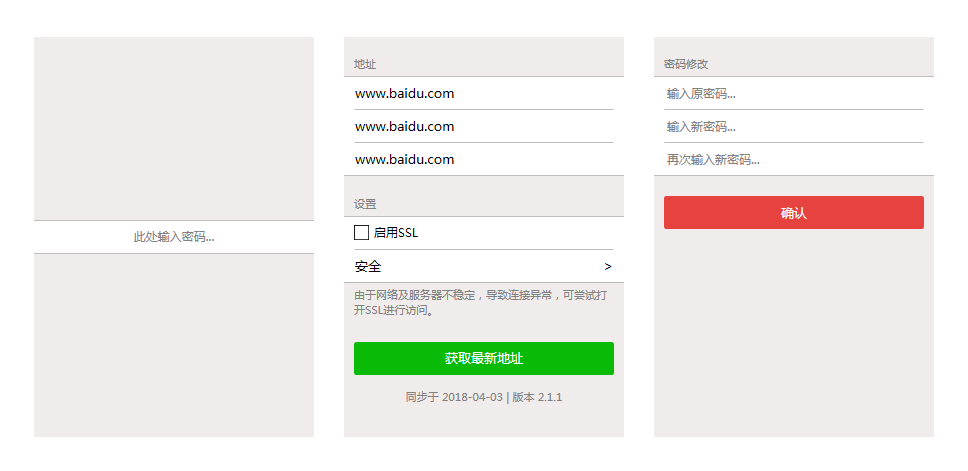 此处输入密码...
地址
www.baidu.com
www.baidu.com
www.baidu.com
设置
启用SSL
安全 >
由于网络及服务器不稳定，导致连接异常，可尝试打
开SSL进行访问。
获取最新地址
同步于 2018-04-03 | 版本 2.1.1
密码修改
输入原密码...
输入新密码...
再次输入新密码...
确认